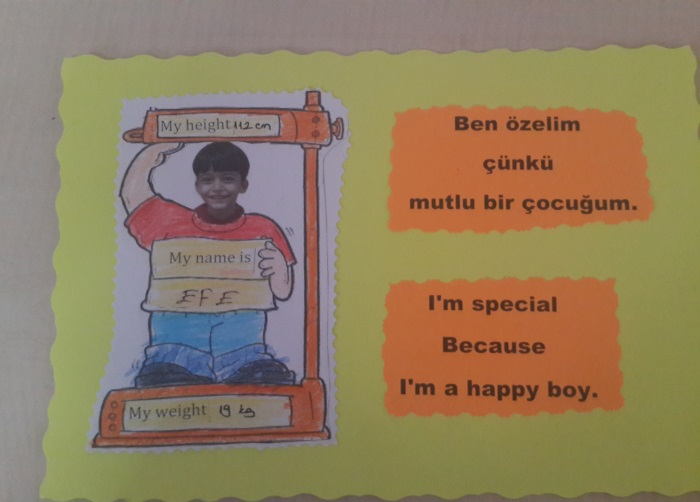 My height 112 cm
My name is
EFE
My weight 19 kg
Ben özelim
çünkü
mutlu bir çocuğum.
I'm special
Because
I'm a happy boy.